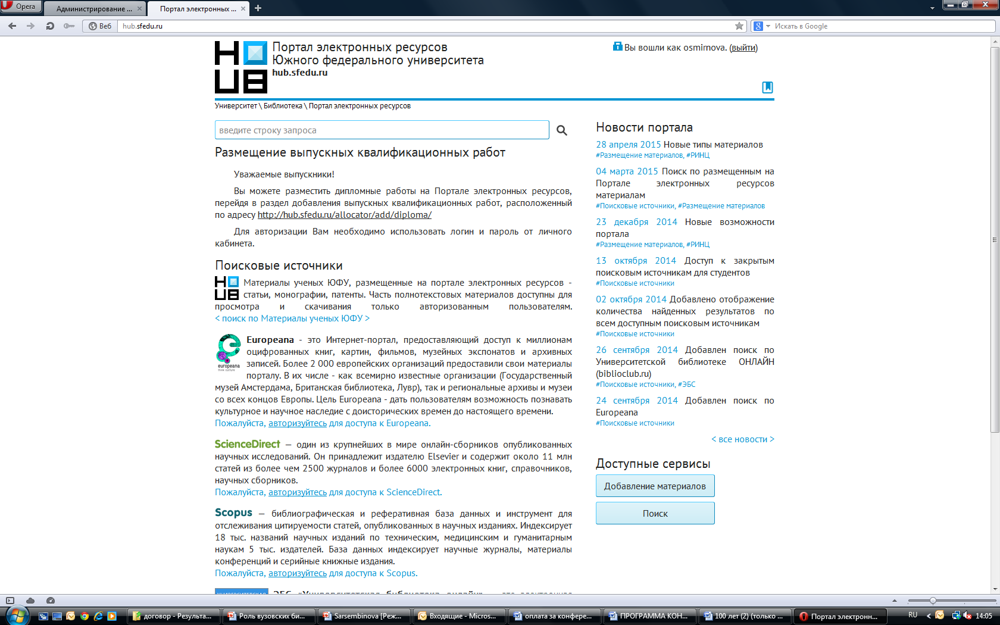 Opera
Администрирование ...
Портал электронных ...
Веб
hub.sfedu.ru
Искать в Google
HUB
Портал электронных ресурсов
Южного федерального университета
hub.sfedu.ru
Вы вошли как osmirnova. (выйти)
Университет \ Библиотека \ Портал электронных ресурсов
введите строку запроса
Размещение выпускных квалификационных работ
Уважаемые выпускники!
Вы можете разместить дипломные работы на Портале электронных ресурсов,
перейдя в раздел добавления выпускных квалификационных работ, расположенный
по адресу http://hub.sfedu.ru/allocator/add/diploma/
Для авторизации Вам необходимо использовать логин и пароль от личного
кабинета.
Поисковые источники
HUB
Материалы ученых ЮФУ, размещенные на портале электронных ресурсов -
статьи, монографии, патенты. Часть полнотекстовых материалов доступны для
просмотра и скачивания только авторизованным пользователям.
< поиск по Материалы ученых ЮФУ >
europeana
think culture
Europeana - это Интернет-портал, предоставляющий доступ к миллионам
оцифрованных книг, картин, фильмов, музейных экспонатов и архивных
записей. Более 2 000 европейских организаций предоставили свои материалы
порталу. В их числе - как всемирно известные организации (Государственный
музей Амстердама, Британская библиотека, Лувр), так и региональные архивы и музеи
со всех концов Европы. Цель Europeana - дать пользователям возможность познавать
культурное и научное наследие с доисторических времен до настоящего времени.
Пожалуйста, авторизуйтесь для доступа к Europeana.
ScienceDirect — один из крупнейших в мире онлайн-сборников опубликованных
научных исследований. Он принадлежит издателю Elsevier и содержит около 11 млн
статей из более чем 2500 журналов и более 6000 электронных книг, справочников,
научных сборников.
Пожалуйста, авторизуйтесь для доступа к ScienceDirect.
Scopus — библиографическая и реферативная база данных и инструмент для
отслеживания цитируемости статей, опубликованных в научных изданиях. Индексирует
18 тыс. названий научных изданий по техническим, медицинским и гуманитарным
наукам 5 тыс. издателей. База данных индексирует научные журналы, материалы
конференций и серийные книжные издания.
Пожалуйста, авторизуйтесь для доступа к Scopus.
УНИВЕРСИТЕТСКАЯ
ЭБС «Университетская библиотека онлайн» — это электронная
Новости портала
28 апреля 2015 Новые типы материалов
#Размещение материалов, #РИНЦ
04 марта 2015 Поиск по размещенным на
Портале электронных ресурсов
материалам
#Поисковые источники, #Размещение материалов
23 декабря 2014 Новые возможности
портала
#Размещение материалов, #РИНЦ
13 октября 2014 Доступ к закрытым
поисковым источникам для студентов
#Поисковые источники
02 октября 2014 Добавлено отображение
количества найденных результатов по
всем доступным поисковым источникам
#Поисковые источники
26 сентября 2014 Добавлен поиск по
Университетской библиотеке ОНЛАЙН
(biblioclub.ru)
#Поисковые источники, #ЭБС
24 сентября 2014 Добавлен поиск по
Europeana
#Поисковые источники
< все новости >
Доступные сервисы
Добавление материалов
Поиск
договор - Результа...
Роль вузовских би...
Sarsembinova [Реж...
Входящие - Micros...
оплата за конфере...
ПРОГРАММА КОН...
100 лет (2) (только ...
Портал электронн...
RU
14:05